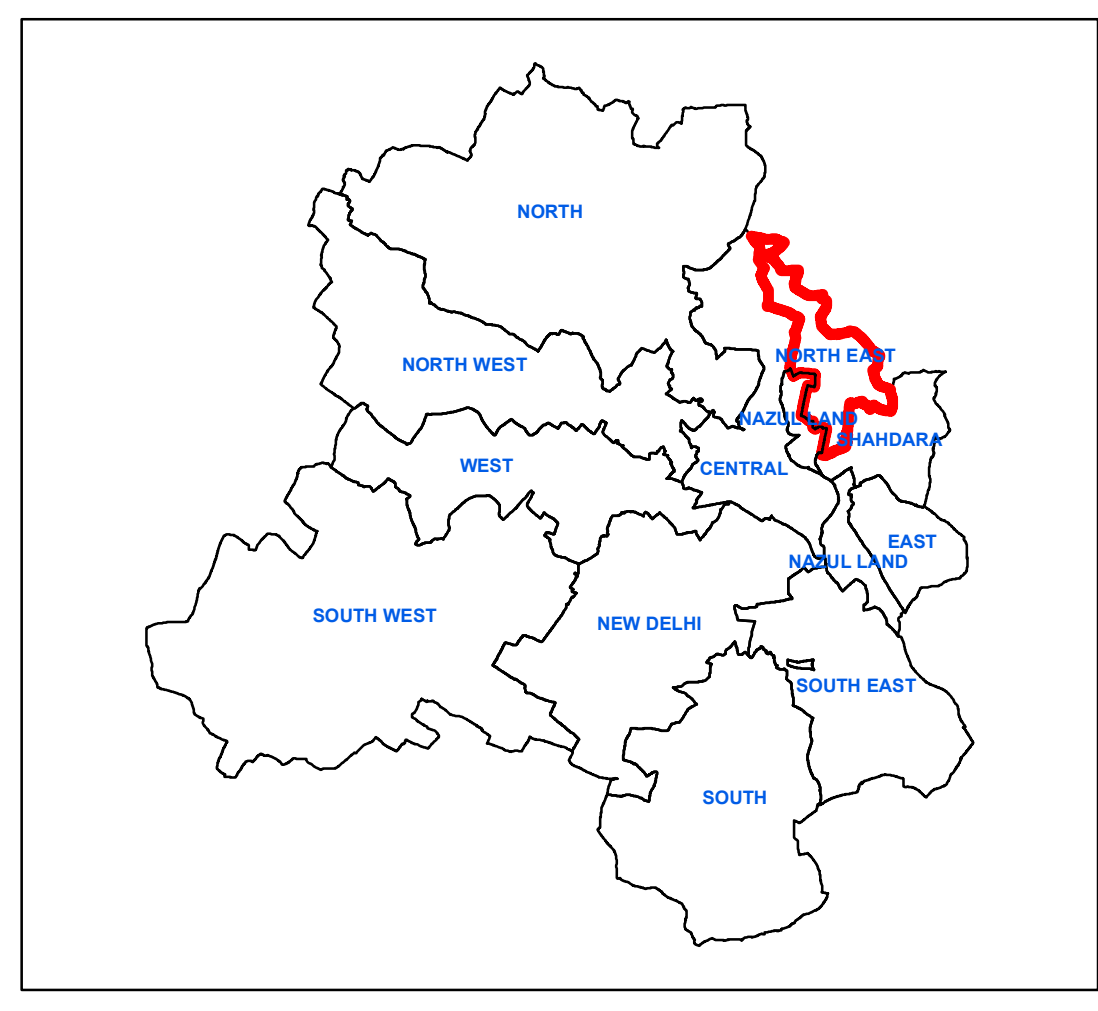 NORTH
NORTH EAST
NORTH WEST
NAZUL LAND
SHAHDARA
WEST
CENTRAL
EAST
NAZUL LAND
SOUTH WEST
NEW DELHI
SOUTH EAST
SOUTH